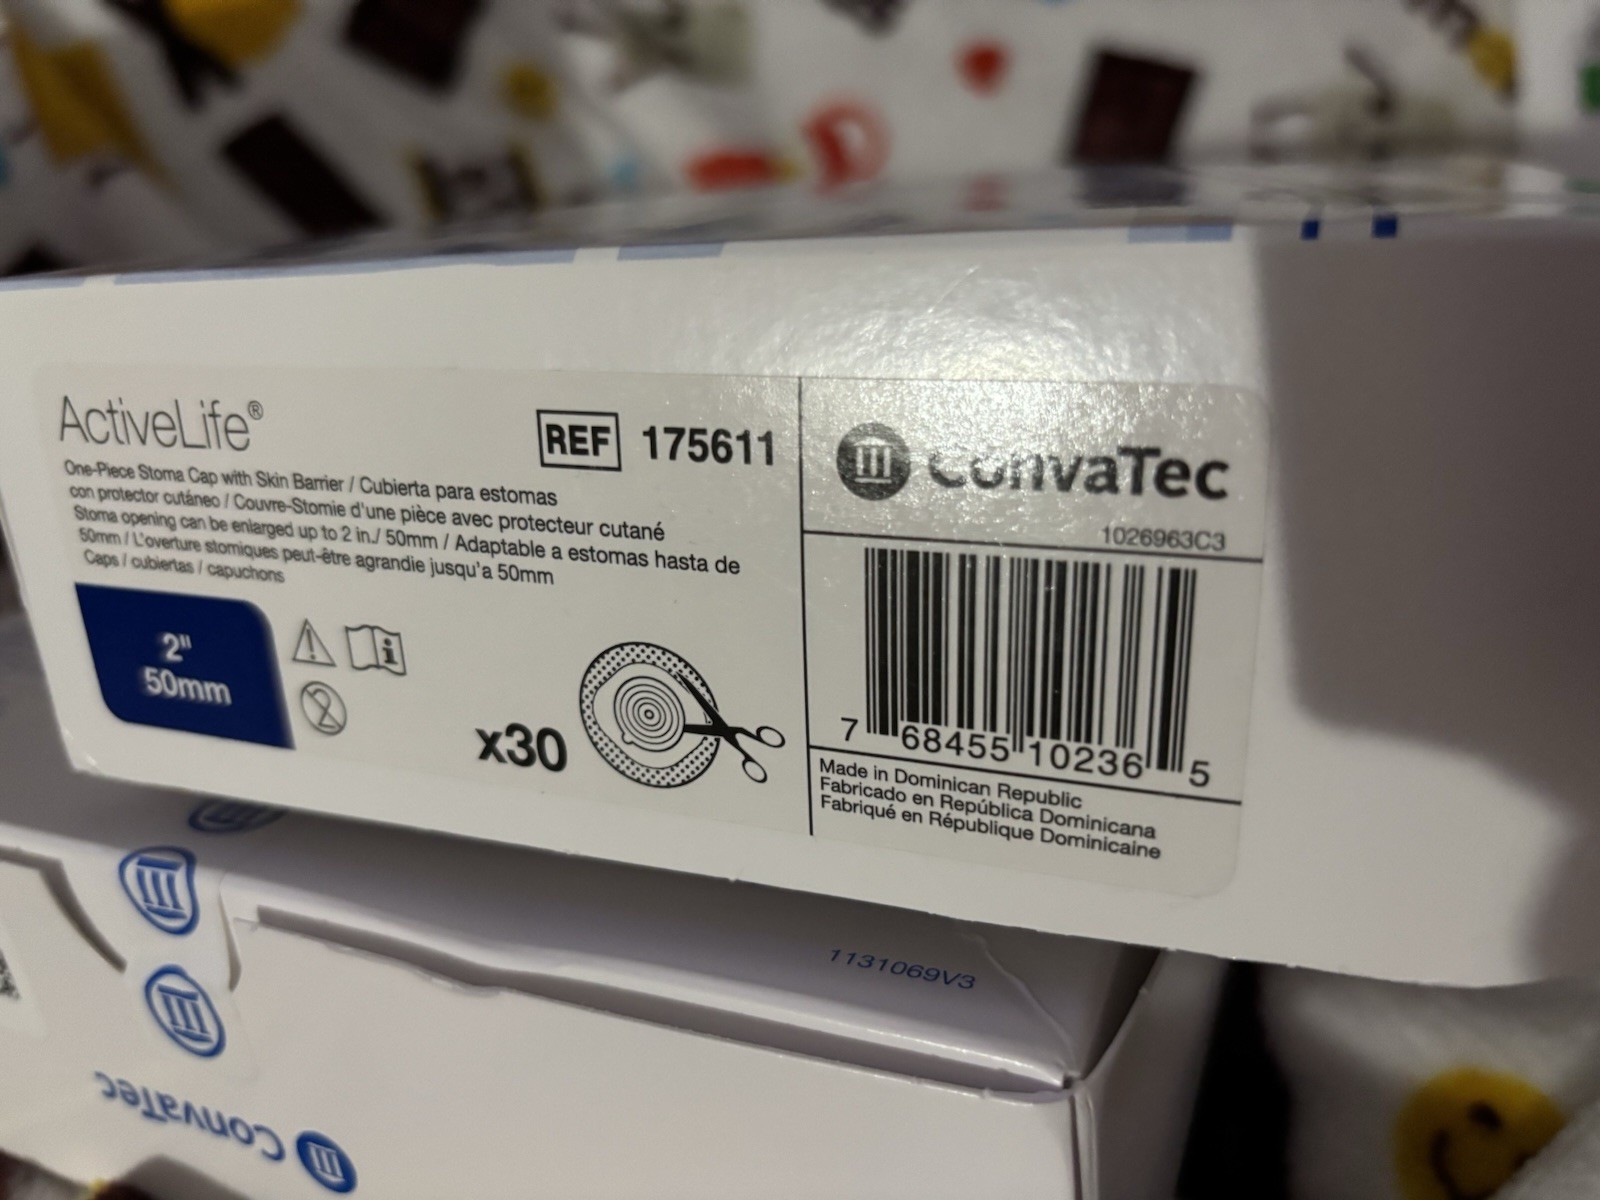 ActiveLife®
REF 175611
One-Piece Stoma Cap with Skin Barrier / Cubierta para estomas
con protector cutáneo / Couvre-Stomie d'une pièce avec protecteur cutané
Stoma opening can be enlarged up to 2 in./ 50mm / Adaptable a estomas hasta de
50mm / L'overture stomiques peut-être agrandie jusqu'a 50mm
Caps / cubiertas / capuchons
2"
50mm
x30
ConvaTec
1026963C3
7 68455 10236 5
Made in Dominican Republic
Fabricado en República Dominicana
Fabriqué en République Dominicaine
1131069V3
ConvaTec